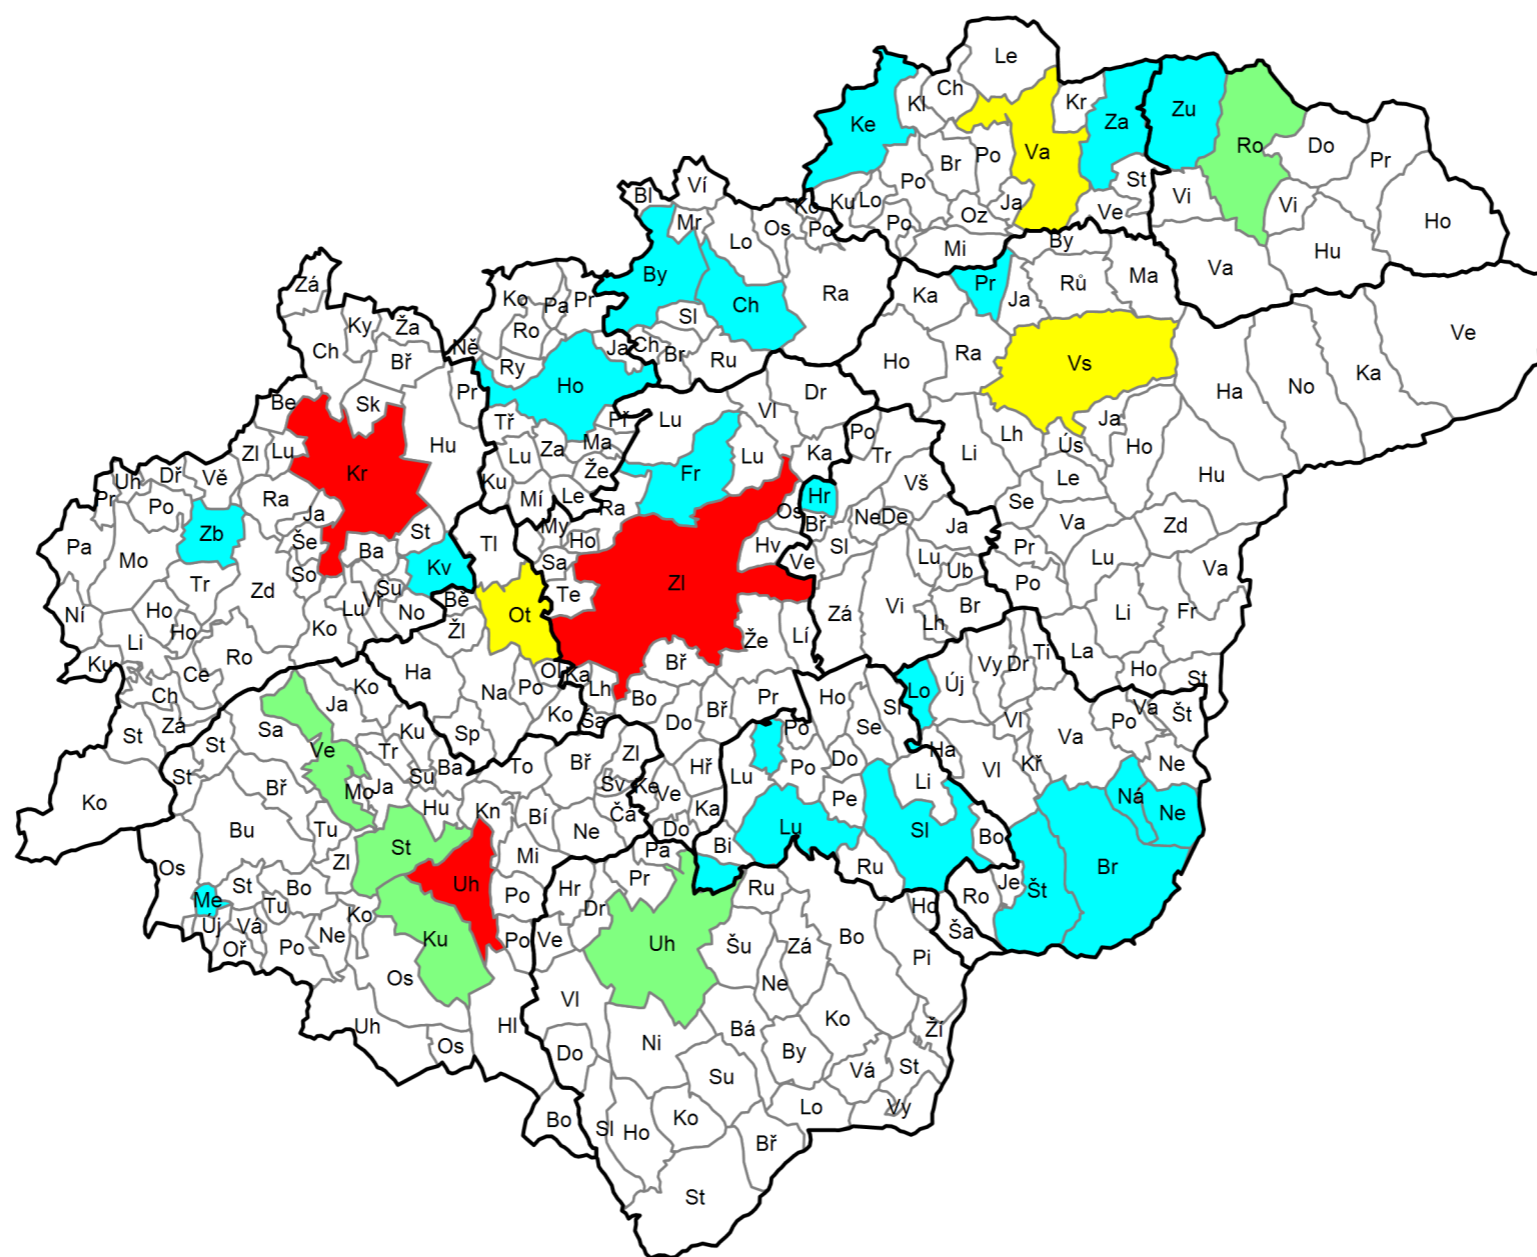 Le
Ch
Kl
Kr
Ke
Za
Zu
Va
Ro
Do
Pr
Po
Br
Po
St
Ví
Bl
Ku
Lo
Ja
Vi
Vi
Mr
Po
Oz
Ve
Ho
Os
Po
Lo
Mi
By
Hu
Va
By
Ra
Pr
Rů
Ma
Zá
Ko
Pa
Pr
Ch
Ka
Ja
Ky
Ža
Ro
Sl
Ve
Ch
Bř
Ně
Ja
Ch
Br
Ru
Ho
Ra
Vs
Ha
No
Ka
Ry
Ho
Pr
Dr
Be
Sk
Vl
Tř
Př
Lu
Lh
Ja
Zl
Lu
Hu
Lu
Za
Ma
Lu
Ka
Po
Tr
Li
Ús
Ho
Kr
Fr
Le
Hu
Uh
Dř
Vě
Ku
Mí
Le
Že
Vš
Pr
Po
Ra
Ja
Ra
Hr
Os
Bř
Ne
De
Ja
Se
Va
Zd
Pa
Mo
Zb
Še
Ba
St
Tl
My
Ho
Hv
Ve
Sl
Lu
Ub
Pr
Lu
Va
Tr
So
Kv
Sa
Te
Zl
Po
Ní
Ho
Zd
Su
Vř
Lu
No
Bě
Ot
Zá
Vi
Br
Li
Fr
Li
Ho
Ko
Žl
Že
Lí
Lh
Ku
Ce
Ro
Ha
Bř
La
Ho
St
Ch
Ko
Na
Po
Ol
Ka
Lh
Bo
Pr
Ho
Sl
Lo
Új
Vy
Dr
Ti
Zá
St
St
Sa
Ja
Ku
Sp
Ko
Ša
Do
Bř
Po
Se
Vl
Po
Va
Št
St
Ve
Tr
Ba
To
Bř
Zl
Hř
Lu
Po
Do
Ha
Vl
Kř
Va
Ne
Ko
Bř
Mo
Ja
Su
Hu
Kn
Sv
Ke
Ve
Ka
Pe
Li
Ná
Ne
Bu
Tu
St
Bí
Ne
Ča
Do
Lu
Sl
Bo
Os
Zl
Mi
Pa
Bi
Ru
Br
Me
St
Bo
Uh
Po
Hr
Pr
Ru
Ro
Je
Št
Új
Vá
Tu
Ko
Dr
Ho
Ša
Oř
Po
Ne
Ku
Po
Ve
Uh
Šu
Zá
Bo
Pi
Os
Ne
Uh
Os
Hl
Vl
Do
Ni
Bá
Ko
Ží
By
Su
Vá
St
Bo
Sl
Ho
Ko
Lo
Vy
Bř
St